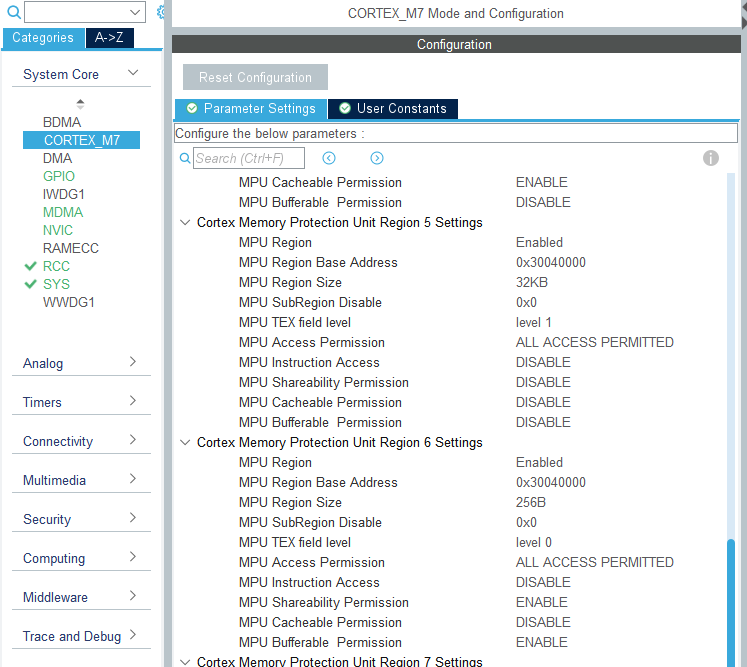 CORTEX_M7 Mode and Configuration
Categories A->Z
Configuration
System Core
Reset Configuration
Parameter Settings User Constants
Configure the below parameters :
Search (Ctrl+F)
BDMA
CORTEX_M7
DMA
GPIO
IWDG1
MDMA
NVIC
RAMECC
RCC
SYS
WWDG1
Analog
Timers
Connectivity
Multimedia
Security
Computing
Middleware
Trace and Debug
MPU Cacheable Permission ENABLE
MPU Bufferable Permission DISABLE
Cortex Memory Protection Unit Region 5 Settings
MPU Region Enabled
MPU Region Base Address 0x30040000
MPU Region Size 32KB
MPU SubRegion Disable 0x0
MPU TEX field level level 1
MPU Access Permission ALL ACCESS PERMITTED
MPU Instruction Access DISABLE
MPU Shareability Permission DISABLE
MPU Cacheable Permission DISABLE
MPU Bufferable Permission DISABLE
Cortex Memory Protection Unit Region 6 Settings
MPU Region Enabled
MPU Region Base Address 0x30040000
MPU Region Size 256B
MPU SubRegion Disable 0x0
MPU TEX field level level 0
MPU Access Permission ALL ACCESS PERMITTED
MPU Instruction Access DISABLE
MPU Shareability Permission ENABLE
MPU Cacheable Permission DISABLE
MPU Bufferable Permission ENABLE
Cortex Memory Protection Unit Region 7 Settings